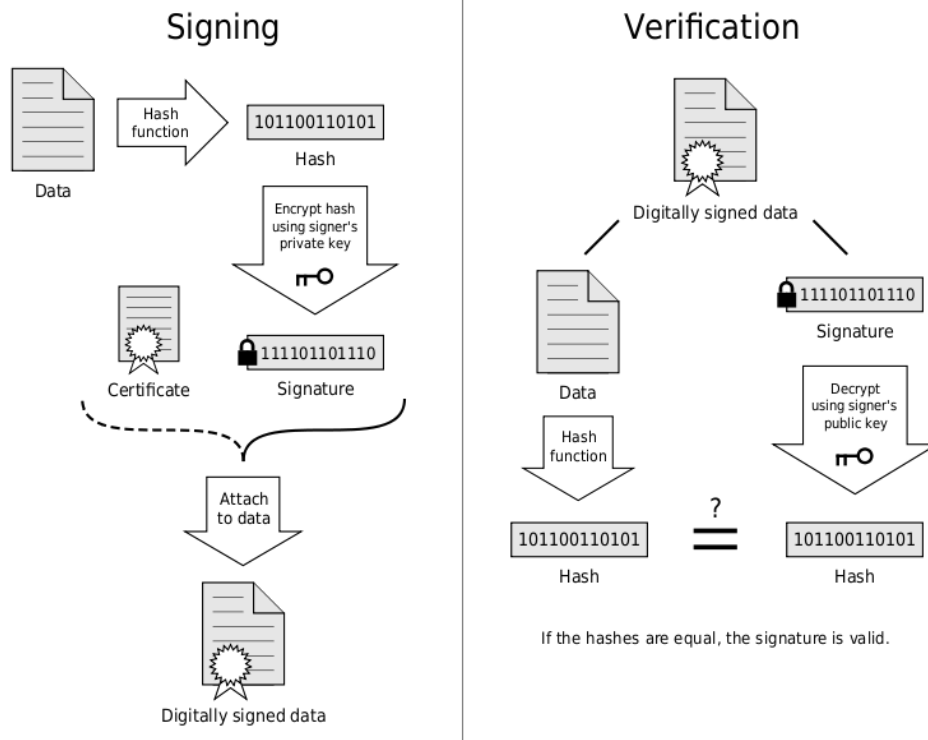 Signing
Hash
function
101100110101
Hash
Data
Encrypt hash
using signer's
private key
111101101110
Certificate
Signature
Attach
to data
Digitally signed data
Verification
Digitally signed data
111101101110
Signature
Data
Decrypt
using signer's
public key
Hash
function
?
101100110101
101100110101
Hash
Hash
If the hashes are equal, the signature is valid.